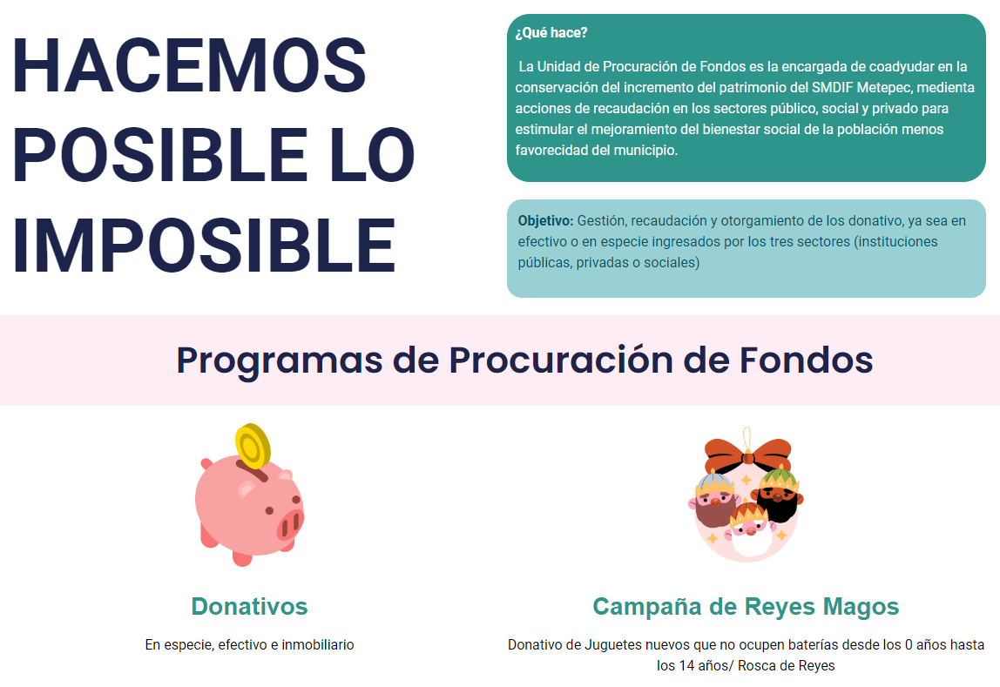 HACEMOS
POSIBLE LO
IMPOSIBLE
¿Qué hace?
La Unidad de Procuración de Fondos es la encargada de coadyudar en la
conservación del incremento del patrimonio del SMDIF Metepec, medienta
acciones de recaudación en los sectores público, social y privado para
estimular el mejoramiento del bienestar social de la población menos
favorecidad del municipio.
Objetivo: Gestión, recaudación y otorgamiento de los donativo, ya sea en
efectivo o en especie ingresados por los tres sectores (instituciones
públicas, privadas o sociales)
Programas de Procuración de Fondos
Donativos
En especie, efectivo e inmobiliario
Campaña de Reyes Magos
Donativo de Juguetes nuevos que no ocupen baterías desde los 0 años hasta
los 14 años/ Rosca de Reyes